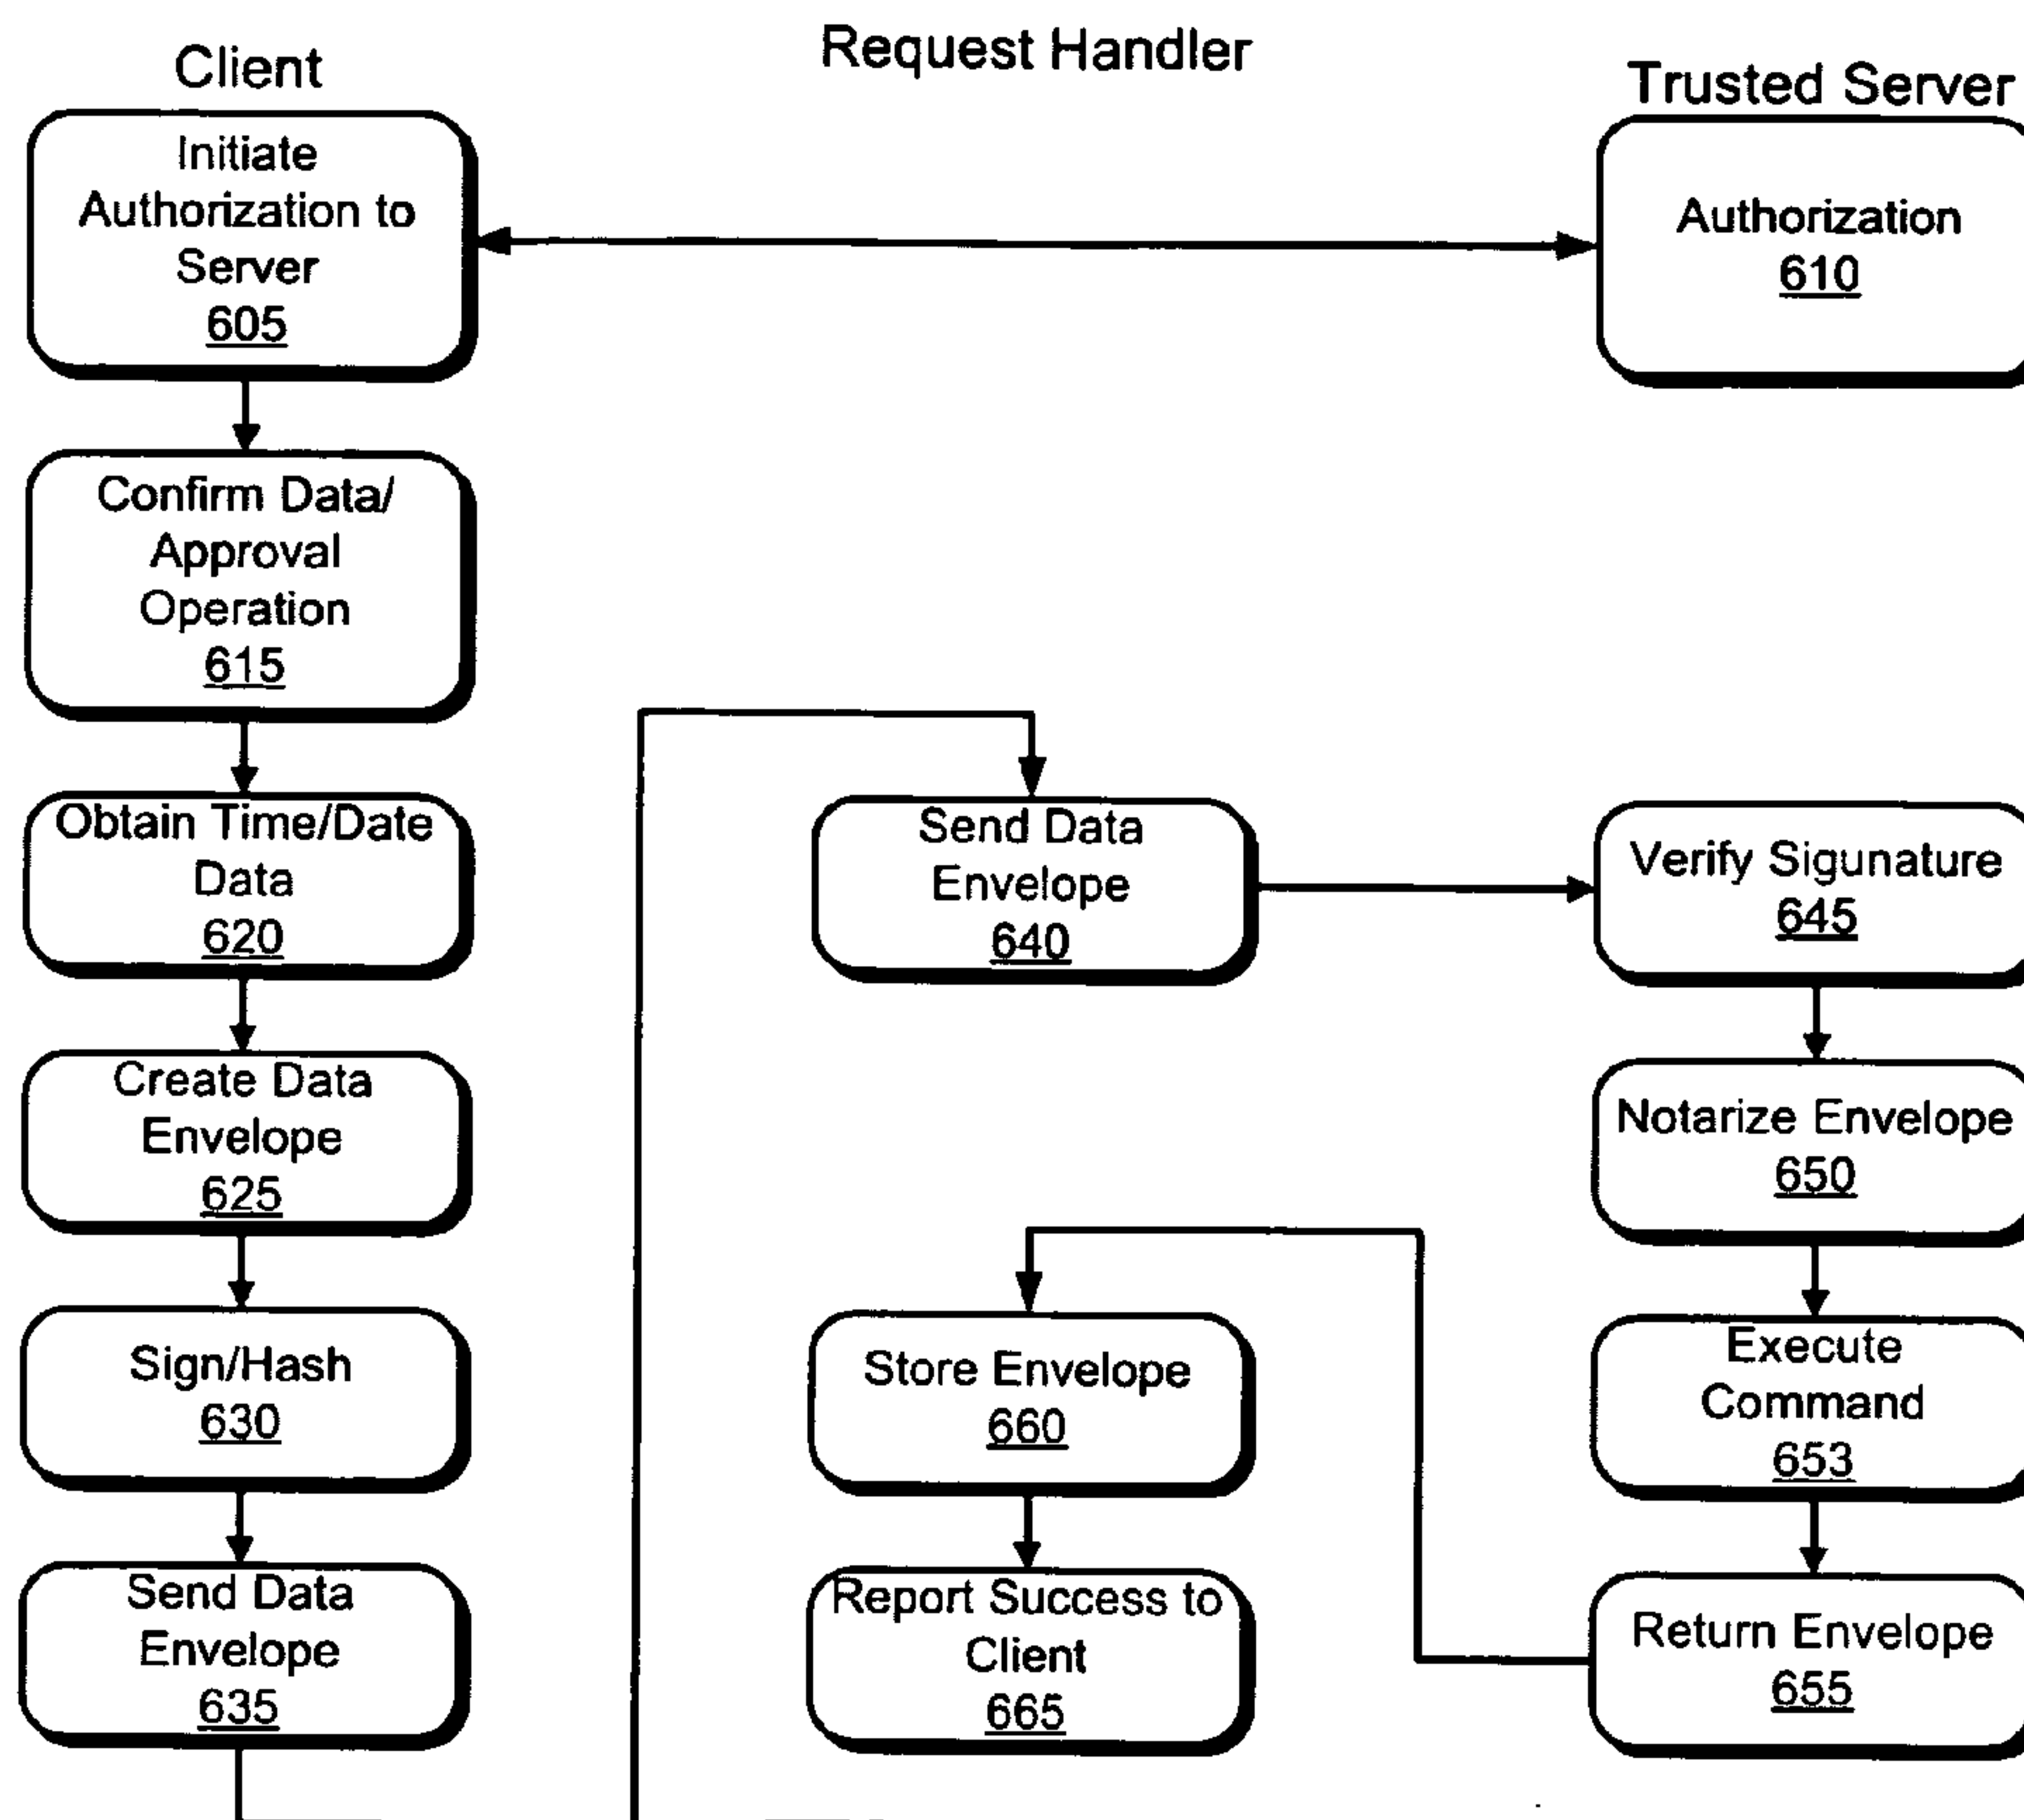 Client
Request Handler
Trusted Server
Initiate
Authorization to
Server
605
Authorization
610
Confirm Data/
Approval
Operation
615
Obtain Time/Date
Data
620
Send Data
Envelope
640
Verify Sigunature
645
Create Data
Envelope
625
Notarize Envelope
650
Sign/Hash
630
Store Envelope
660
Execute
Command
653
Send Data
Envelope
635
Report Success to
Client
665
Return Envelope
655